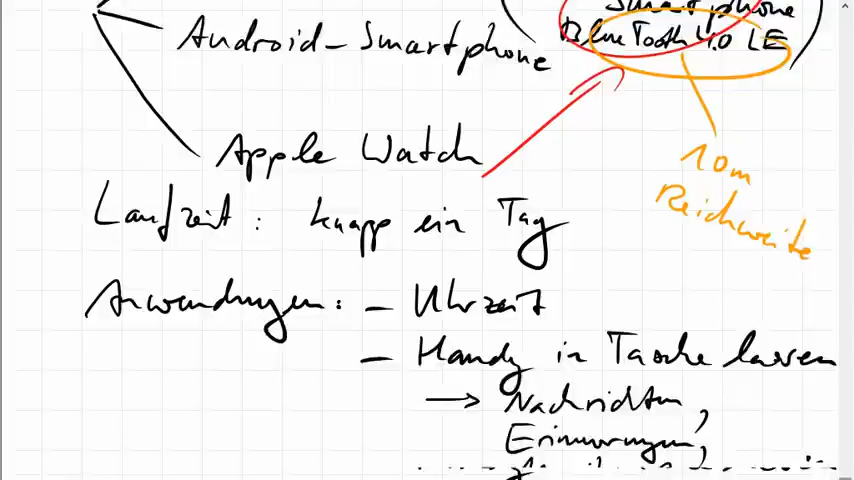 Smartphone
Android-Smartphone
BlueTooth 4.0 LE
Apple Watch
10m
Reichweite
Laufzeit: knapp ein Tag
Anwendungen: - Uhrzeit
- Handy in Tasche lassen
→ Nachrichten,
Erinnerungen,